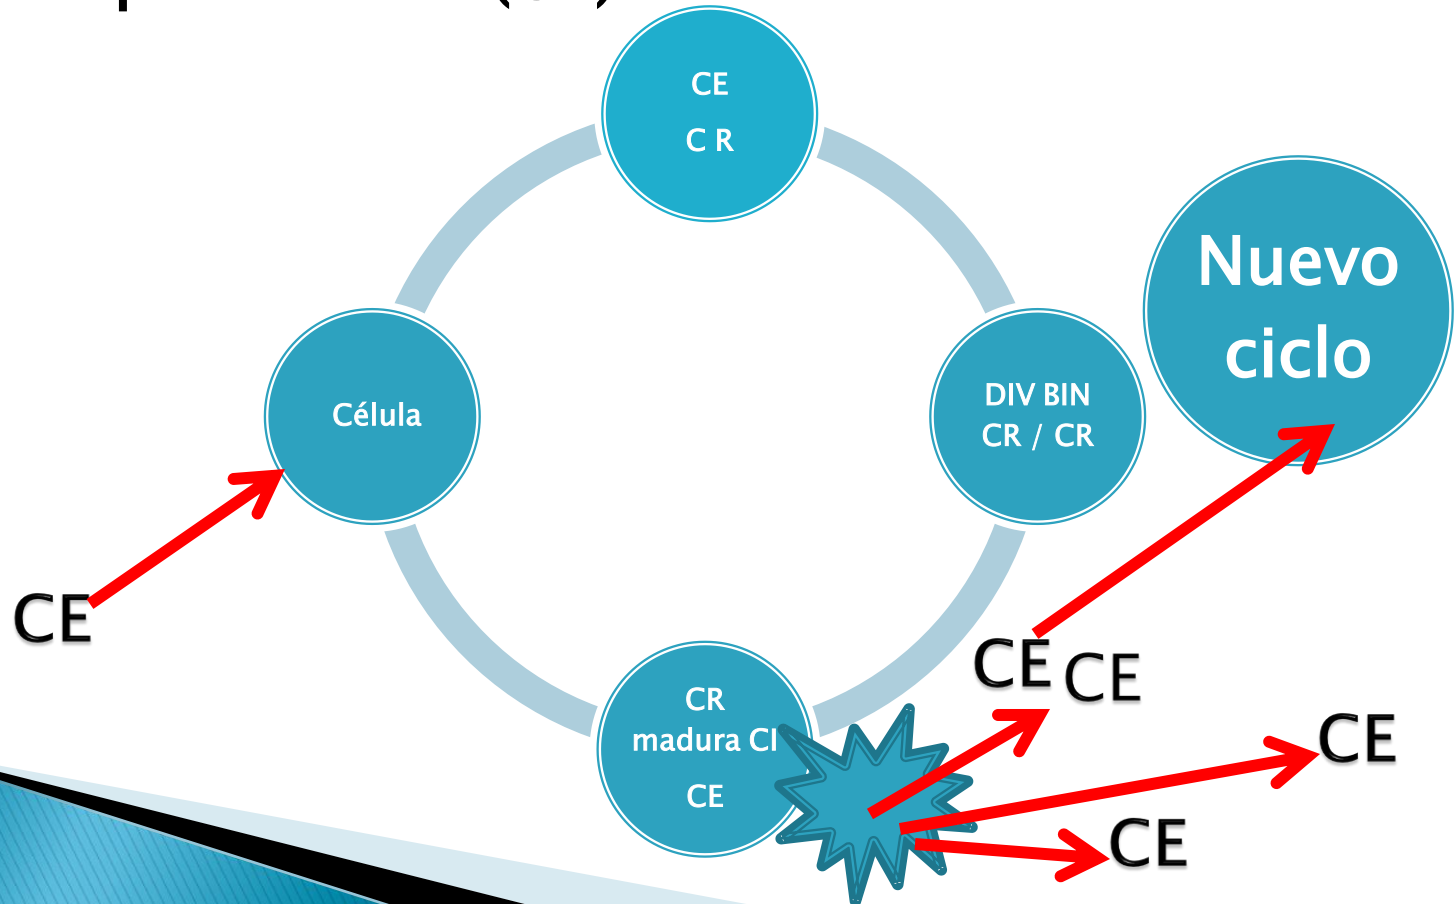 CE
C R
Nuevo
ciclo
Célula
DIV BIN
CR / CR
CE
CE CE
CR
madura CI
CE
CE
CE